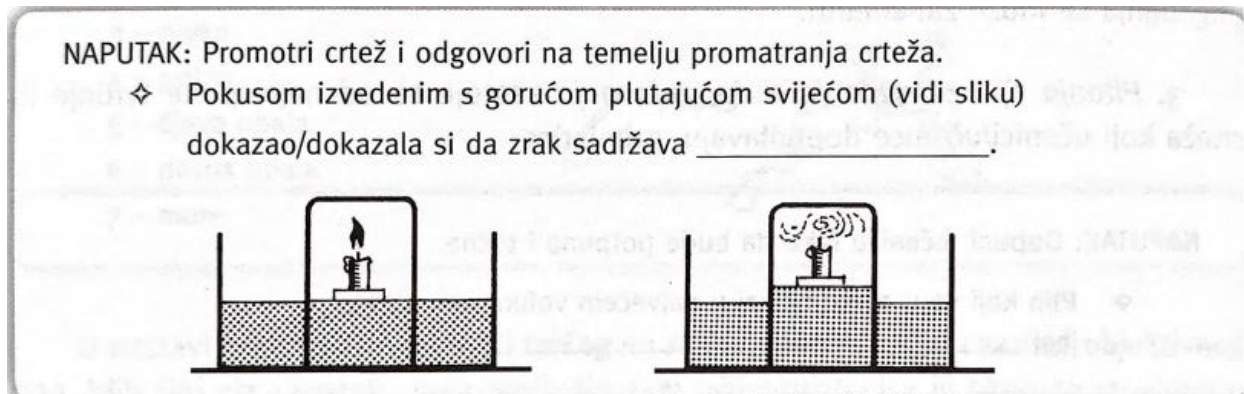 NAPUTAK: Promotri crtež i odgovori na temelju promatranja crteža.
✧ Pokusom izvedenim s gorućom plutajućom svijećom (vidi sliku)
dokazao/dokazala si da zrak sadržava ____________________.